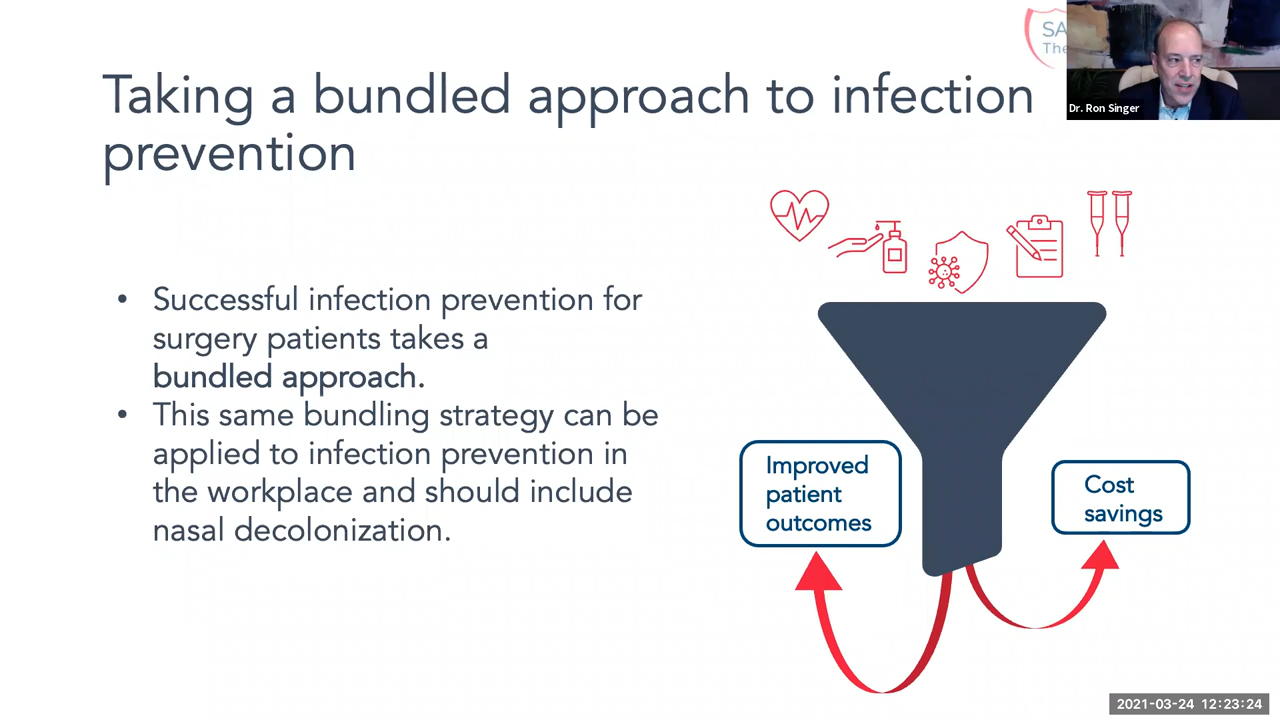 SA
The
Dr. Ron Singer
Taking a bundled approach to infection
prevention
• Successful infection prevention for
surgery patients takes a
bundled approach.
• This same bundling strategy can be
applied to infection prevention in
the workplace and should include
nasal decolonization.
Improved
patient
outcomes
Cost
savings
2021-03-24 12:23:24